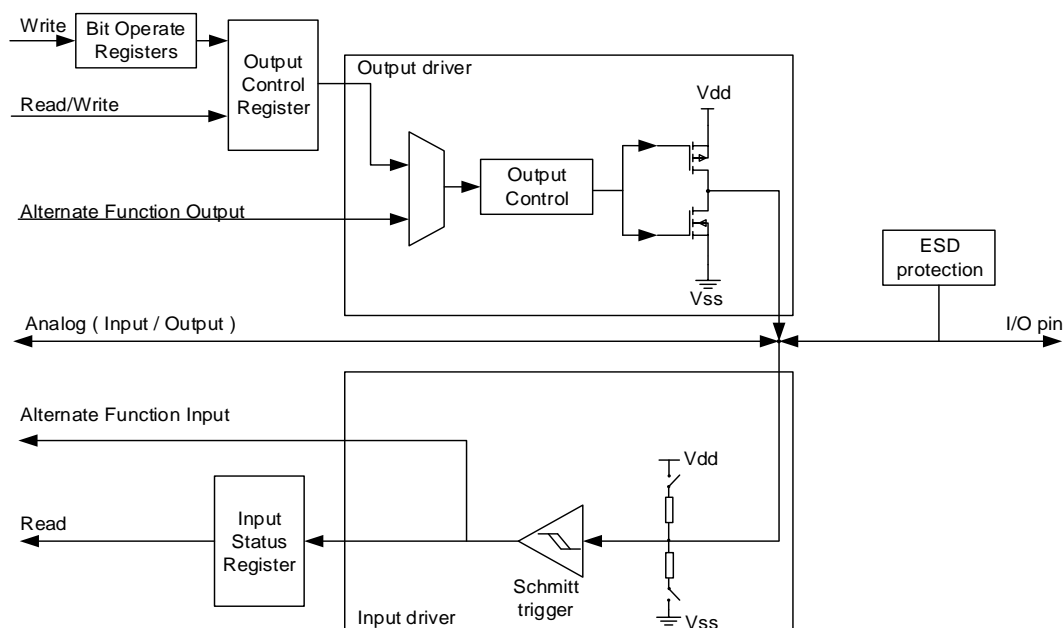 Write
Bit Operate
Registers
Output
Control
Register
Read/Write
Output driver
Vdd
Output
Control
Alternate Function Output
Vss
ESD
protection
Analog ( Input / Output )
I/O pin
Alternate Function Input
Vdd
Read
Input
Status
Register
Schmitt
trigger
Input driver
Vss